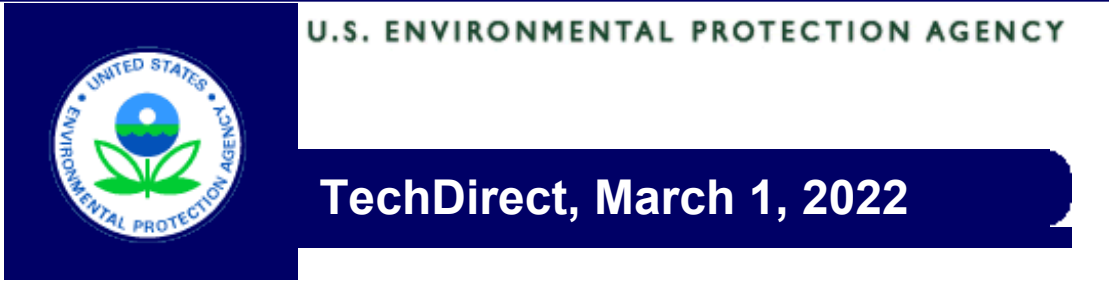 U.S. ENVIRONMENTAL PROTECTION AGENCY
UNITED STATES
ENVIRONMENTAL PROTECTION AGENCY
TechDirect, March 1, 2022